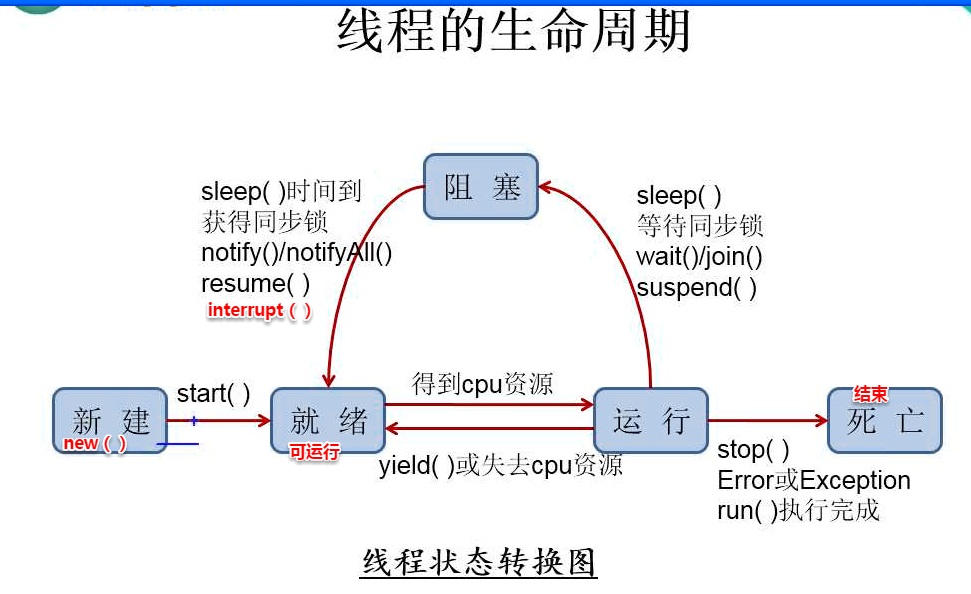 线程的生命周期
阻 塞
sleep( )时间到
获得同步锁
notify()/notifyAll()
resume( )
interrupt（ ）
sleep( )
等待同步锁
wait()/join()
suspend( )
新 建
new（ ）
start( )
就 绪
可运行
得到cpu资源
yield( )或失去cpu资源
运 行
结束
死 亡
stop( )
Error或Exception
run( )执行完成
线程状态转换图